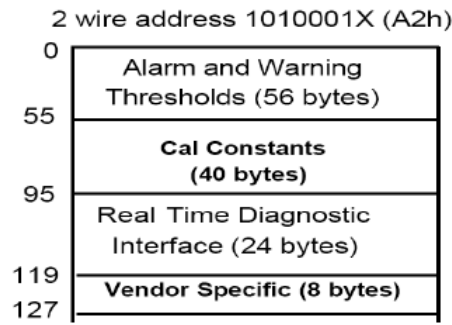 2 wire address 1010001X (A2h)
0
Alarm and Warning
Thresholds (56 bytes)
55
Cal Constants
(40 bytes)
95
Real Time Diagnostic
Interface (24 bytes)
119
Vendor Specific (8 bytes)
127